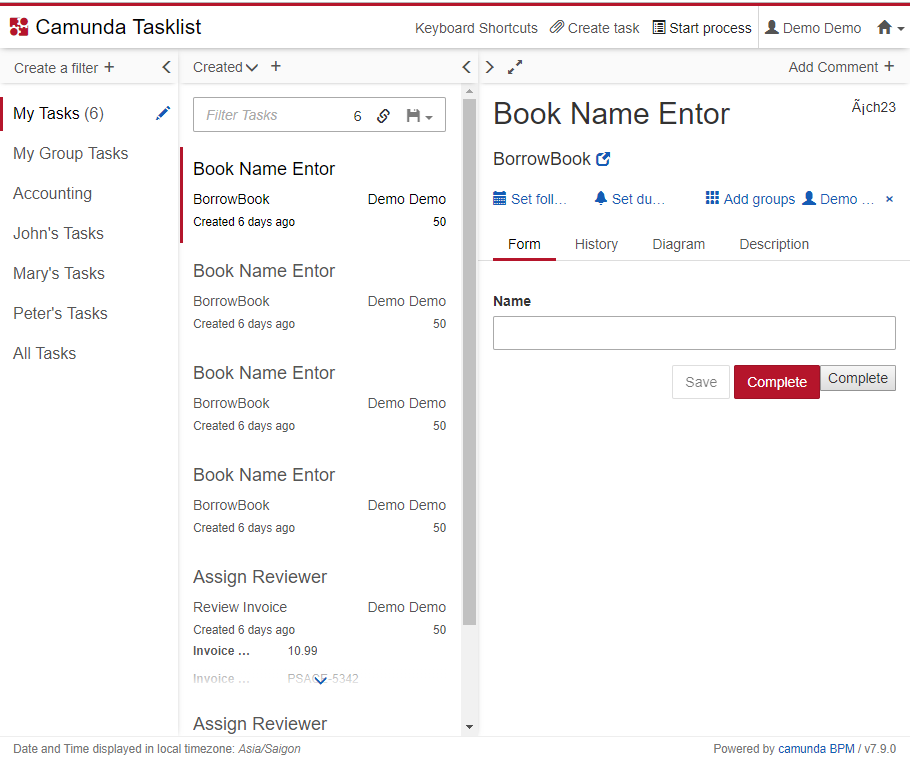 Camunda Tasklist
Keyboard Shortcuts Create task Start process Demo Demo
Create a filter +
My Tasks (6)
My Group Tasks
Accounting
John's Tasks
Mary's Tasks
Peter's Tasks
All Tasks
Created +
Filter Tasks 6
Book Name Entor
BorrowBook Demo Demo
Created 6 days ago 50
Book Name Entor
BorrowBook Demo Demo
Created 6 days ago 50
Book Name Entor
BorrowBook Demo Demo
Created 6 days ago 50
Book Name Entor
BorrowBook Demo Demo
Created 6 days ago 50
Assign Reviewer
Review Invoice Demo Demo
Created 6 days ago 50
Invoice ... 10.99
Invoice ... PSACE-5342
Assign Reviewer
Add Comment +
Book Name Entor
Ã¡ch23
BorrowBook
Set foll... Set du... Add groups Demo ... ×
Form History Diagram Description
Name
Save Complete Complete
Date and Time displayed in local timezone: Asia/Saigon
Powered by camunda BPM / v7.9.0